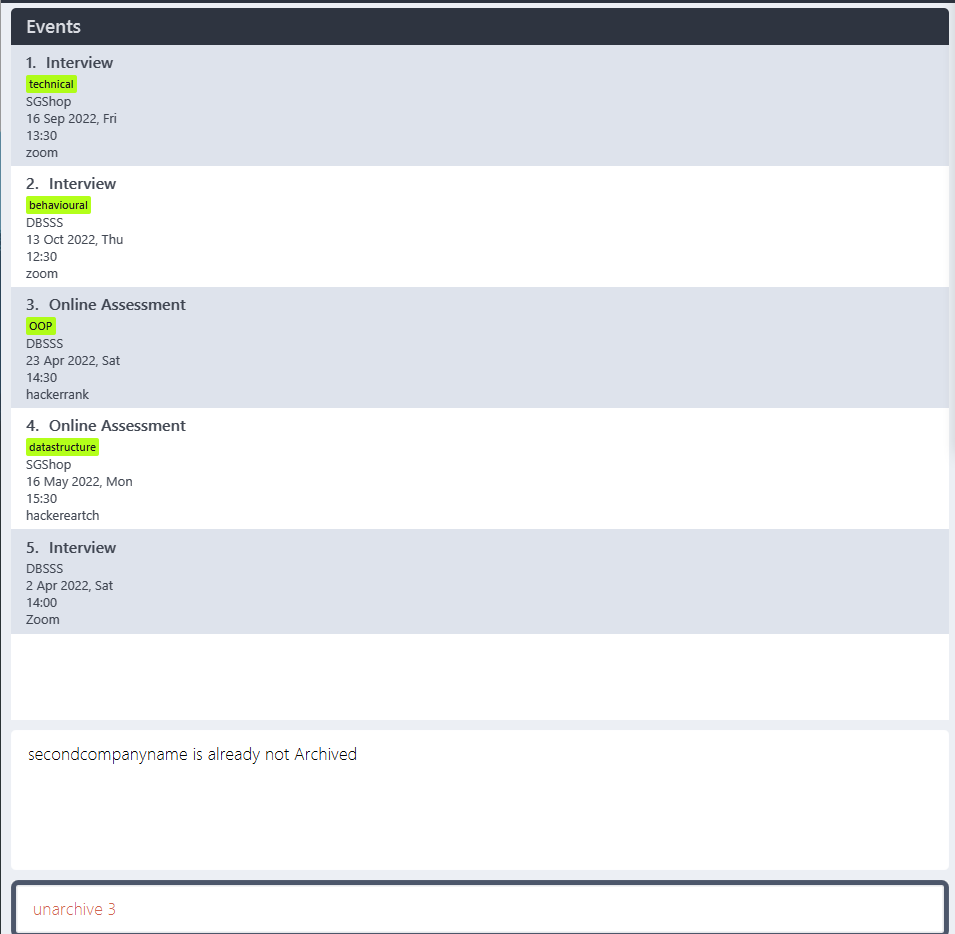 Events
1. Interview
technical
SGShop
16 Sep 2022, Fri
13:30
zoom
2. Interview
behavioural
DBSSS
13 Oct 2022, Thu
12:30
zoom
3. Online Assessment
OOP
DBSSS
23 Apr 2022, Sat
14:30
hackerrank
4. Online Assessment
datastructure
SGShop
16 May 2022, Mon
15:30
hackereartch
5. Interview
DBSSS
2 Apr 2022, Sat
14:00
Zoom
secondcompanyname is already not Archived
unarchive 3